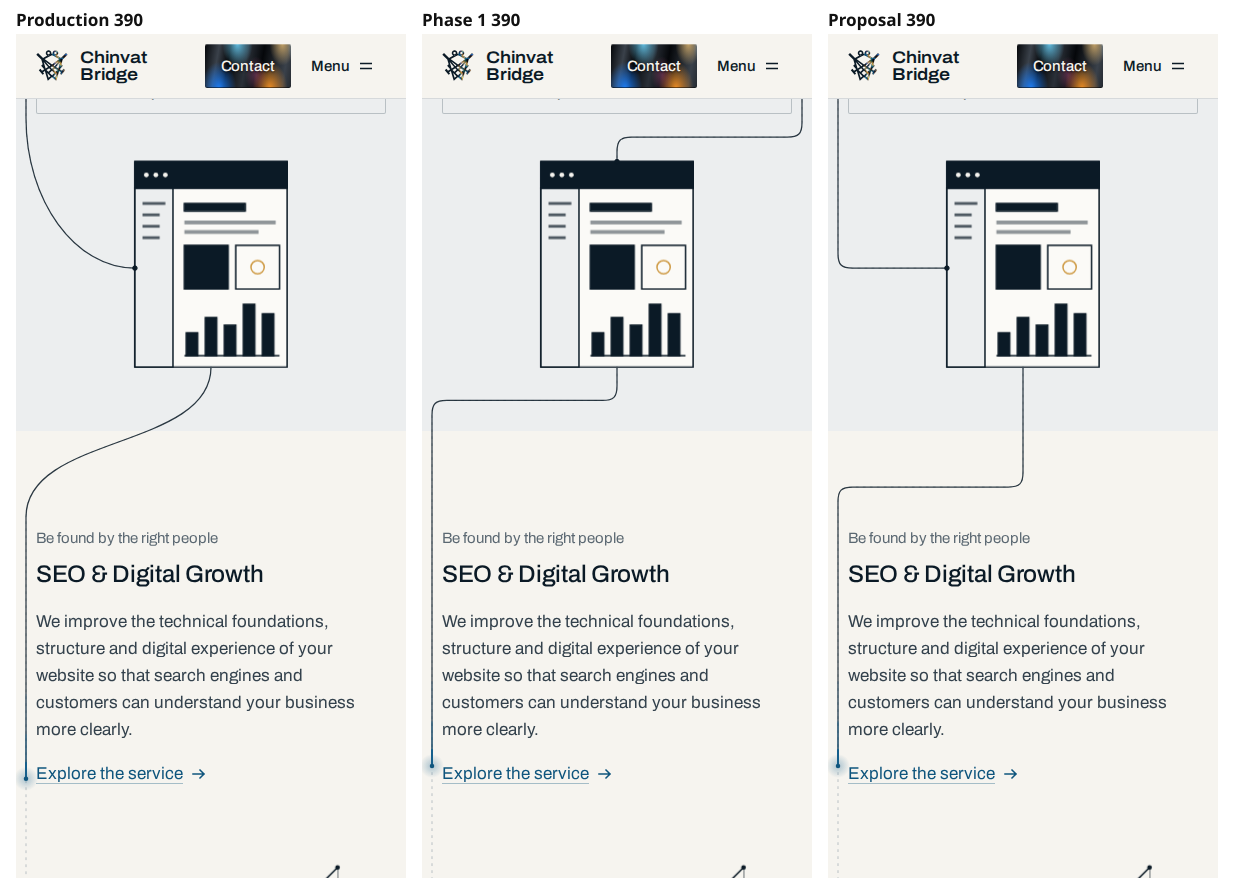 Production 390
Chinvat
Bridge
Contact
Menu
Be found by the right people
SEO & Digital Growth
We improve the technical foundations,
structure and digital experience of your
website so that search engines and
customers can understand your business
more clearly.
Explore the service →
Phase 1 390
Chinvat
Bridge
Contact
Menu
Be found by the right people
SEO & Digital Growth
We improve the technical foundations,
structure and digital experience of your
website so that search engines and
customers can understand your business
more clearly.
Explore the service →
Proposal 390
Chinvat
Bridge
Contact
Menu
Be found by the right people
SEO & Digital Growth
We improve the technical foundations,
structure and digital experience of your
website so that search engines and
customers can understand your business
more clearly.
Explore the service →